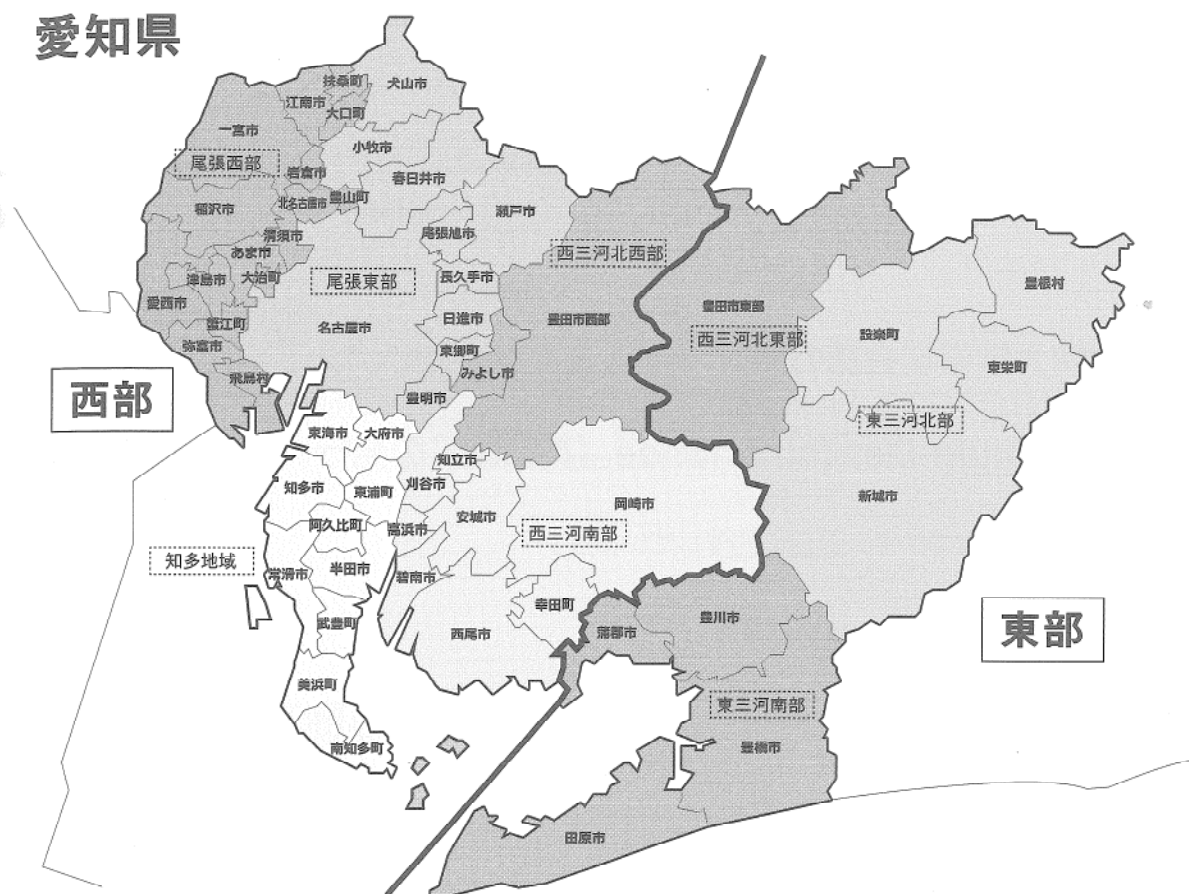 愛知県
扶桑町
犬山市
江南市
大口町
一宮市
小牧市
尾張西部
岩倉市
春日井市
北名古屋市
豊山町
稲沢市
瀬戸市
清須市
尾張旭市
あま市
西三河北西部
津島市
大治町
尾張東部
長久手市
豊根村
愛西市
豊田市東部
蟹江町
名古屋市
日進市
豊田市西部
設楽町
西三河北東部
弥富市
東郷町
東栄町
飛島村
みよし市
西部
豊明市
東三河北部
東海市
大府市
知立市
知多市
東浦町
刈谷市
新城市
岡崎市
安城市
阿久比町
高浜市
西三河南部
知多地域
常滑市
半田市
碧南市
幸田町
武豊町
豊川市
西尾市
蒲郡市
東部
美浜町
東三河南部
南知多町
豊橋市
田原市